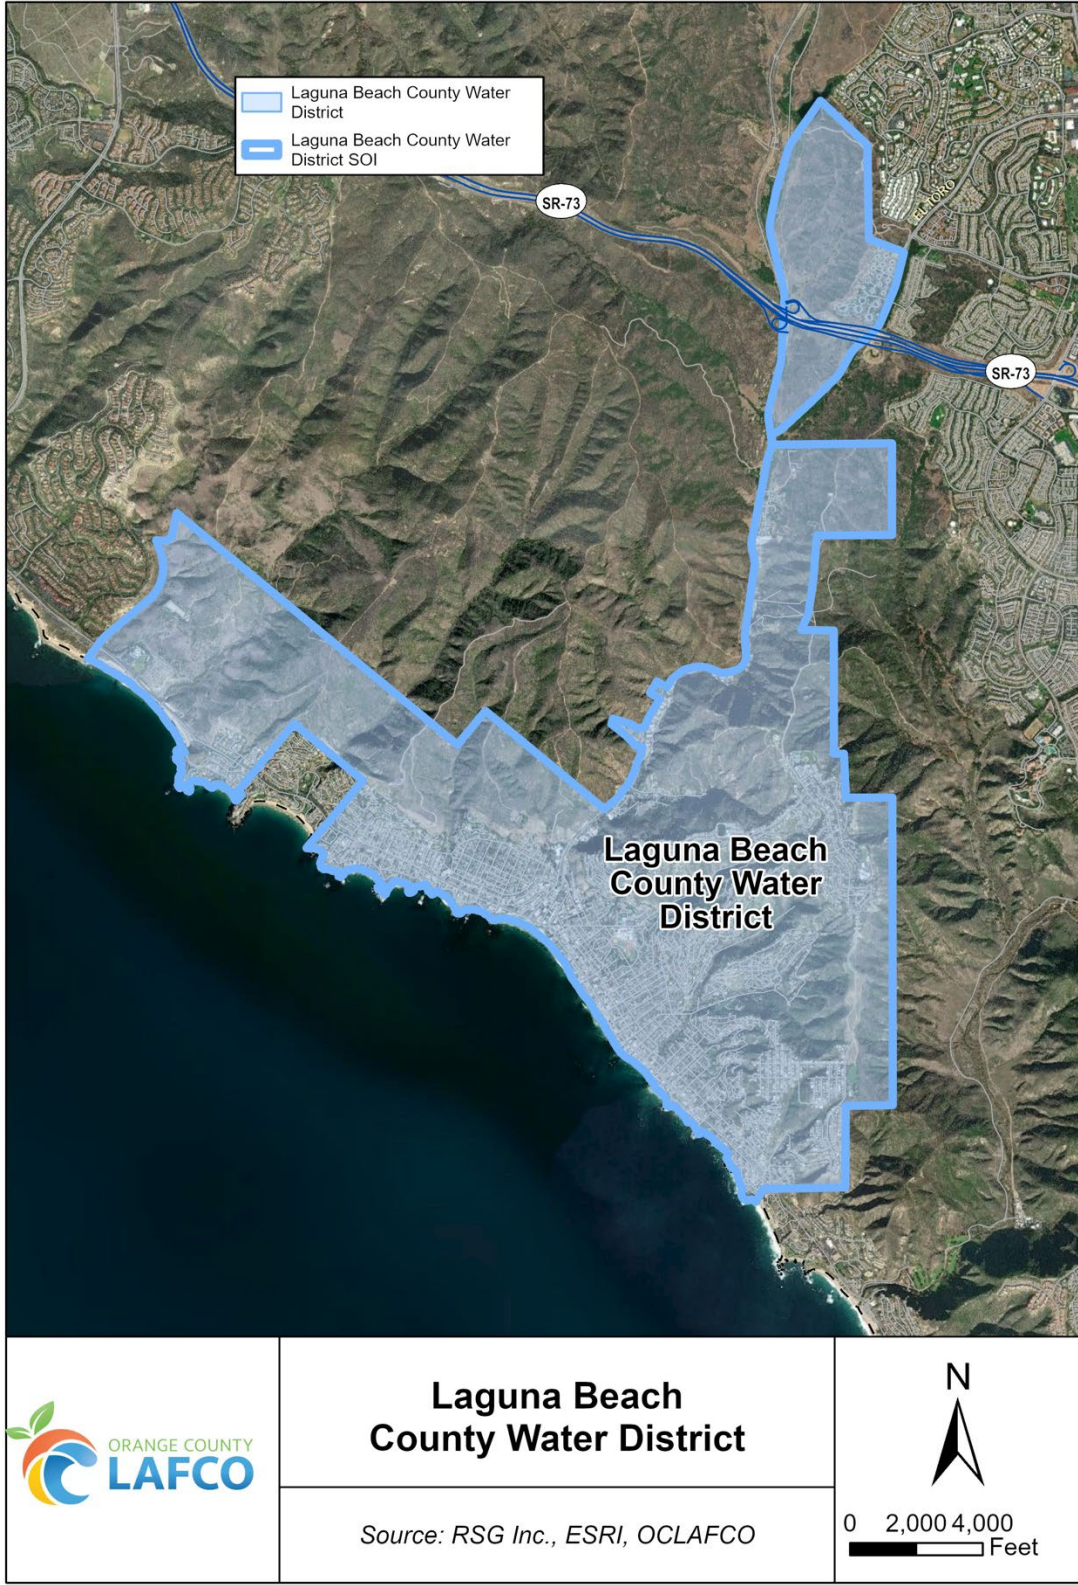 Laguna Beach County Water
District
Laguna Beach County Water
District SOI
SR-73
EL TORO
SR-73
Laguna Beach
County Water
District
ORANGE COUNTY
LAFCO
Laguna Beach
County Water District
Source: RSG Inc., ESRI, OCLAFCO
N
0 2,000 4,000
Feet